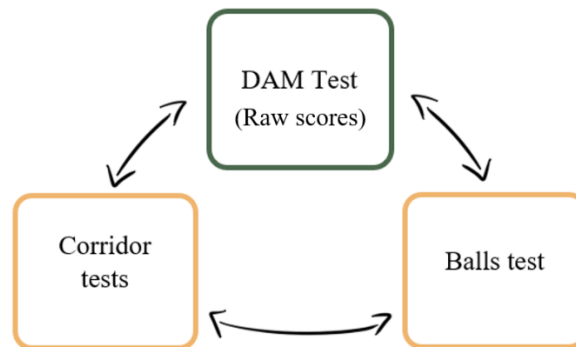 DAM Test
(Raw scores)
Corridor
tests
Balls test